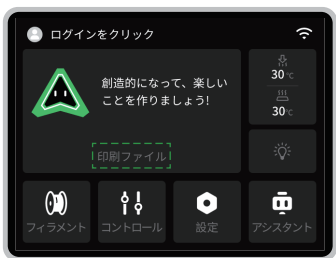 ログインをクリック
創造的になって、楽しい
ことを作りましょう!
30℃
30℃
印刷ファイル
フィラメント
コントロール
設定
アシスタント